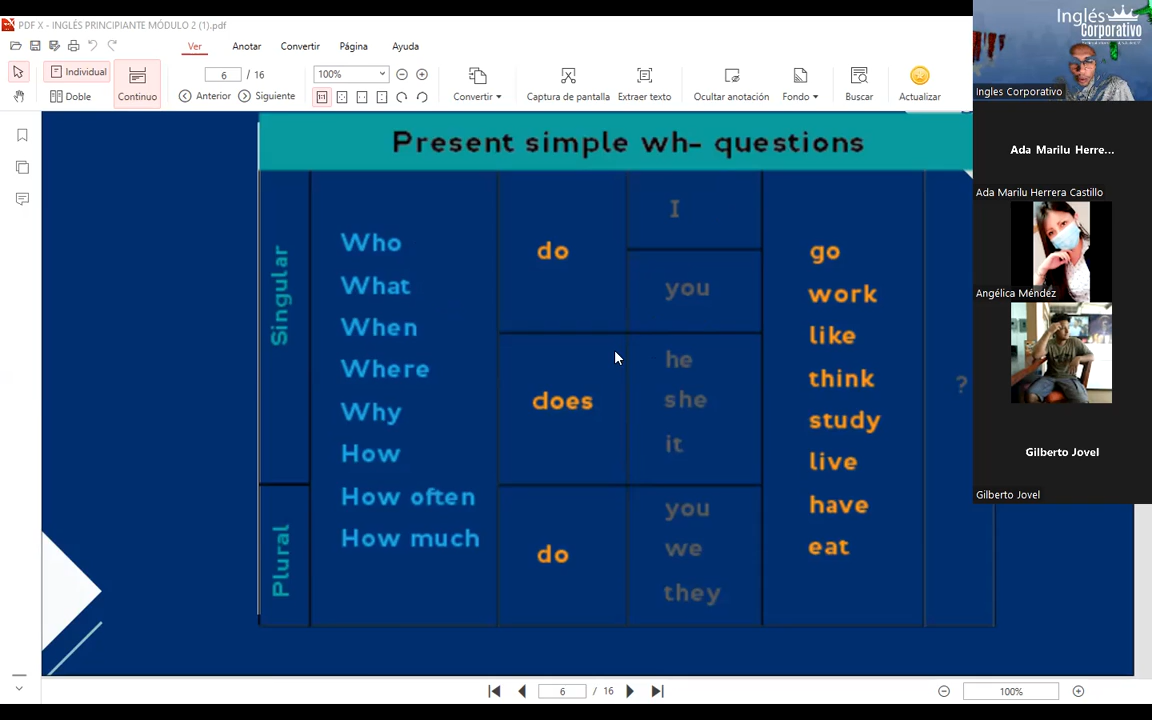 PDF X - INGLÉS PRINCIPIANTE MÓDULO 2 (1).pdf
Ver Anotar Convertir Página Ayuda
Individual
Doble
Continuo
6 / 16
Anterior Siguiente
100%
Convertir
Captura de pantalla
Extraer texto
Ocultar anotación
Fondo
Buscar
Actualizar
Present simple wh- questions
Singular
Plural
Who
What
When
Where
Why
How
How often
How much
do
does
do
I
you
he
she
it
you
we
they
go
work
like
think
study
live
have
eat
?
6 / 16
100%
Inglés
Corporativo
Ingles Corporativo
Ada Marilu Herre...
Ada Marilu Herrera Castillo
Angélica Méndez
Gilberto Jovel
Gilberto Jovel